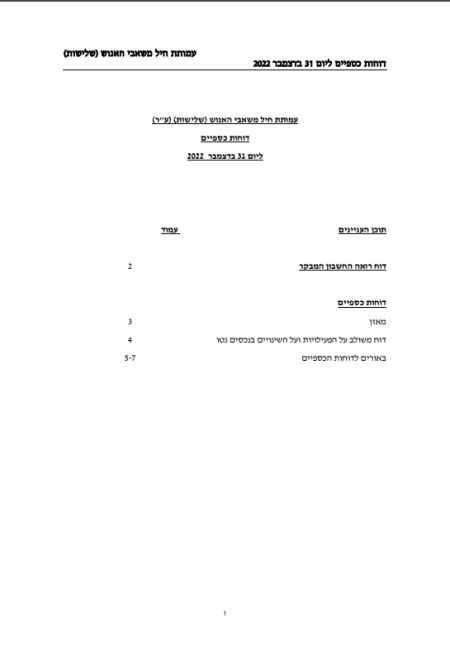 עמותת חיל משאבי האנוש (שלישות)
דוחות כספיים ליום 31 בדצמבר 2022
עמותת חיל משאבי האנוש (שלישות) (ע״ר)
דוחות כספיים
ליום 31 בדצמבר 2022
תוכן העניינים עמוד
דוח רואה החשבון המבקר 2
דוחות כספיים
מאזן 3
דוח משולב על הפעילויות ועל השינויים בנכסים נטו 4
באורים לדוחות הכספיים 5-7
1